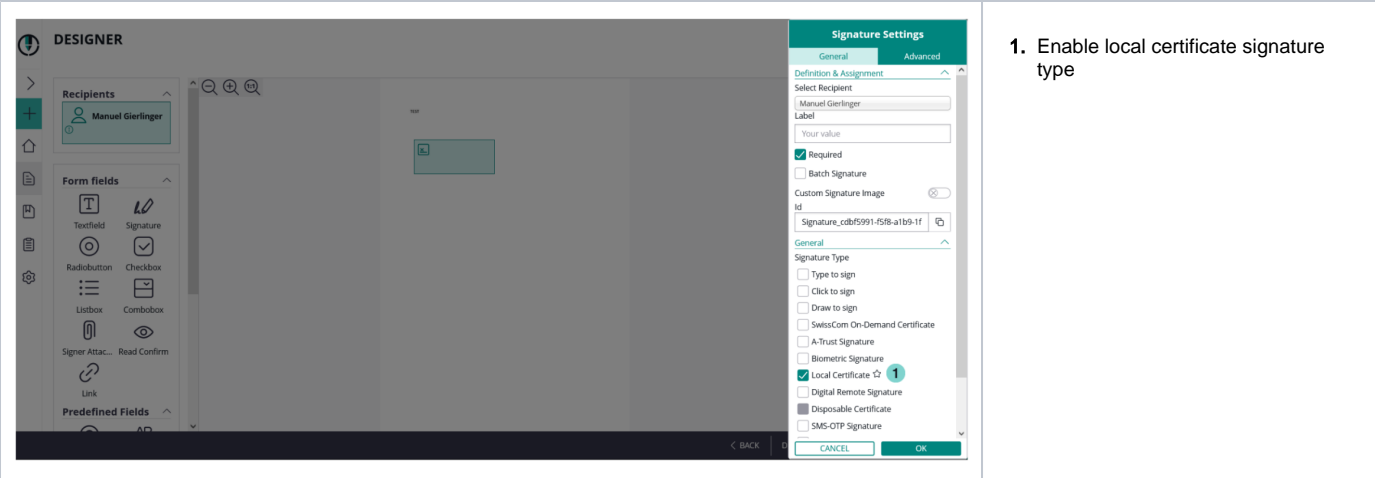 DESIGNER
Recipients
Manuel Gierlinger
Form fields
Textfield Signature
Radiobutton Checkbox
Listbox Combobox
Signer Attac... Read Confirm
Link
Predefined Fields
1:1
TEXT
Signature Settings
General Advanced
Definition & Assignment
Select Recipient
Manuel Gierlinger
Label
Your value
Required
Batch Signature
Custom Signature Image
Id
Signature_cdbf5991-f5f8-a1b9-1f
General
Signature Type
Type to sign
Click to sign
Draw to sign
SwissCom On-Demand Certificate
A-Trust Signature
Biometric Signature
Local Certificate 1
Digital Remote Signature
Disposable Certificate
SMS-OTP Signature
< BACK
CANCEL OK
1. Enable local certificate signature
type